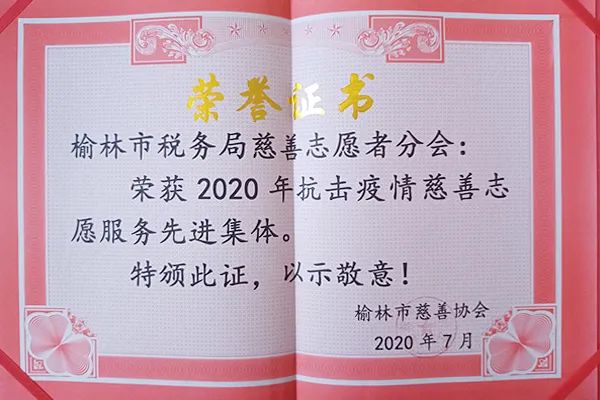 荣誉证书
榆林市税务局慈善志愿者分会：
荣获2020年抗击疫情慈善志
愿服务先进集体。
特颁此证，以示敬意！
榆林市慈善协会
2020年7月